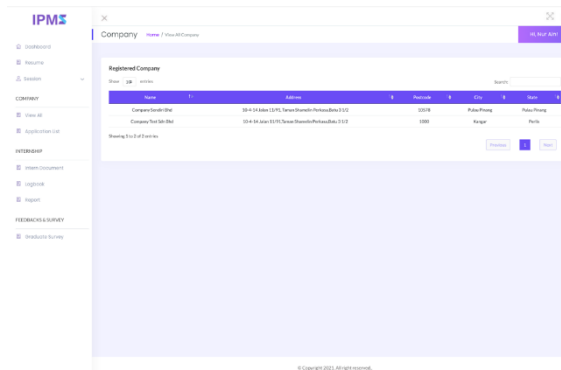 IPMS
Company Home / View All Company
Hi, Nur Ain!
Dashboard
Resume
Session
COMPANY
View All
Application List
INTERNSHIP
Intern Document
Logbook
Report
FEEDBACKS & SURVEY
Graduate Survey
Registered Company
Show entries
Search:
Name Address Postcode City State
Company Sendiri Bhd Pulau Pinang Pulau Pinang
Company Test Sdn Bhd Kangar Perlis
Showing 1 to 2 of 2 entries
Previous 1 Next
© Copyright 2021. All right reserved.